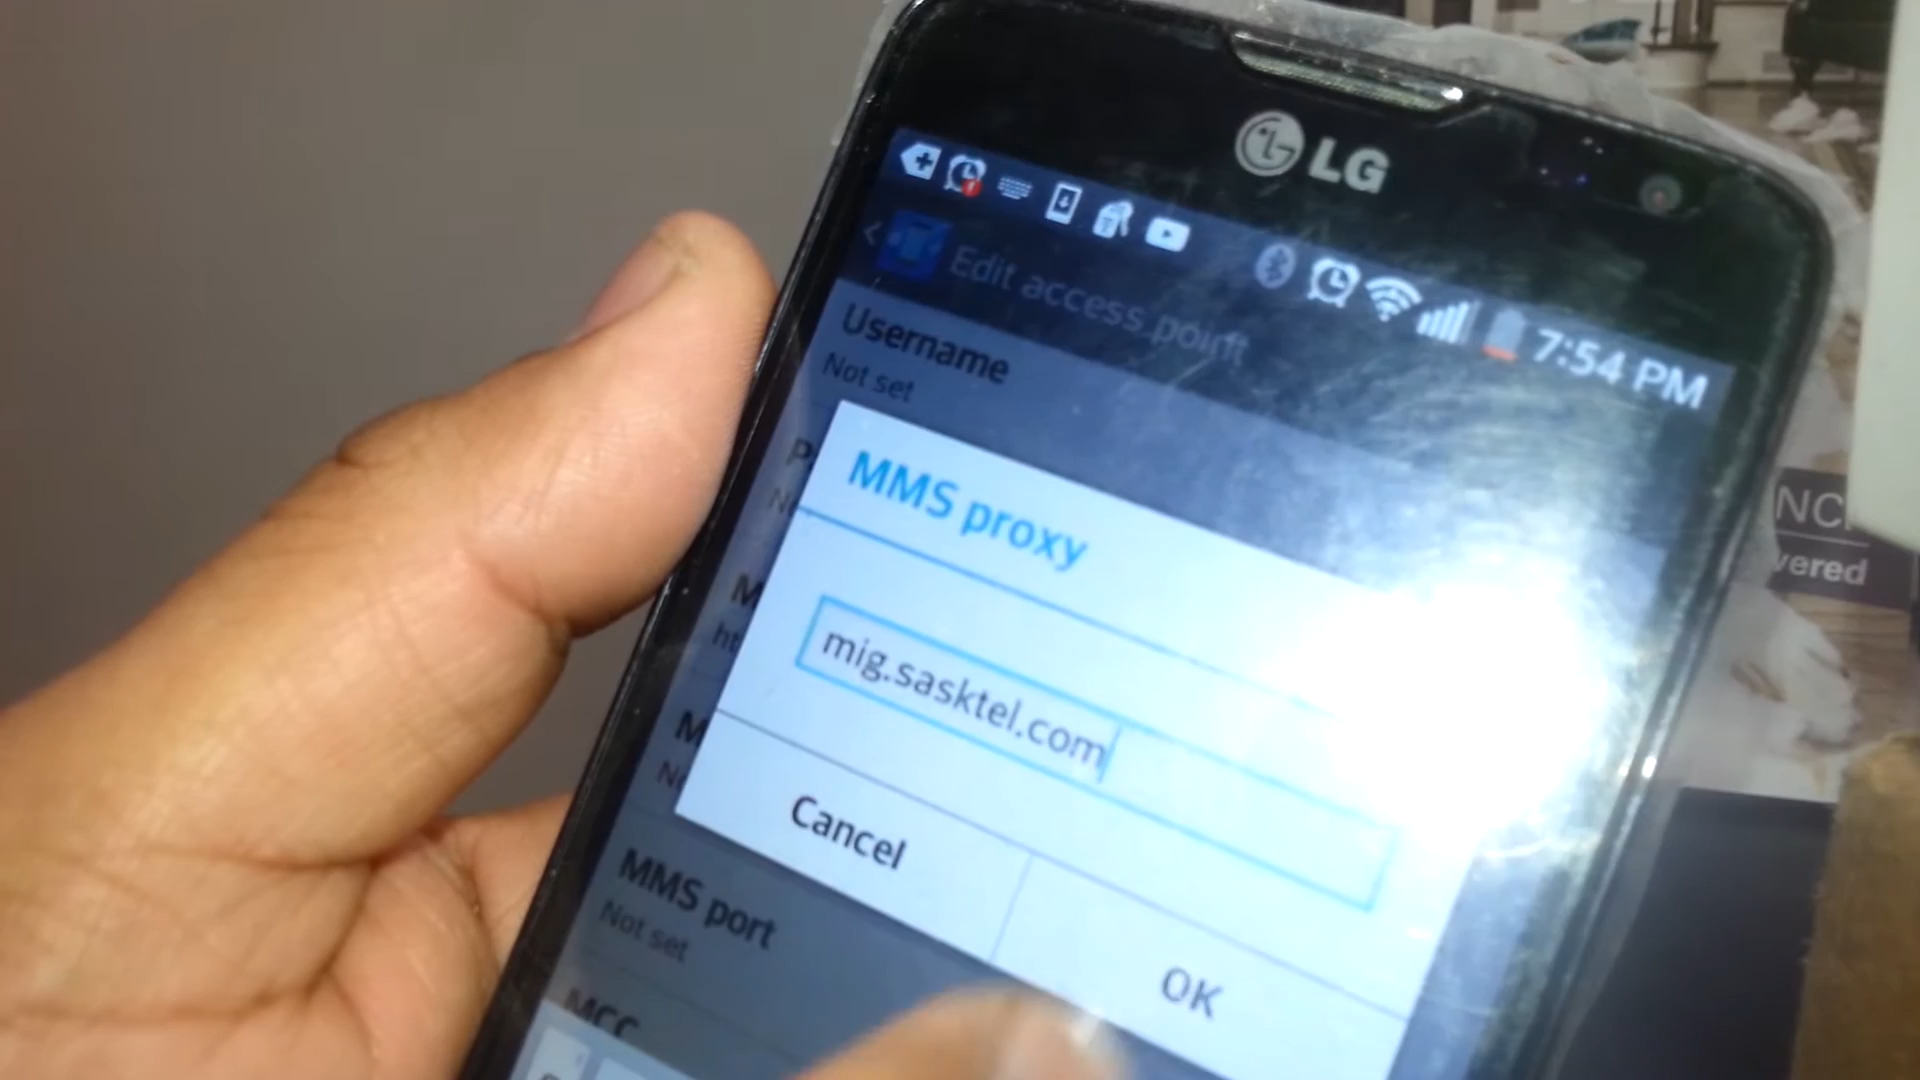 LG
7:54 PM
Edit access point
Username
Not set
MMS proxy
mig.sasktel.com
Cancel
OK
MMS port
Not set
MCC
vered